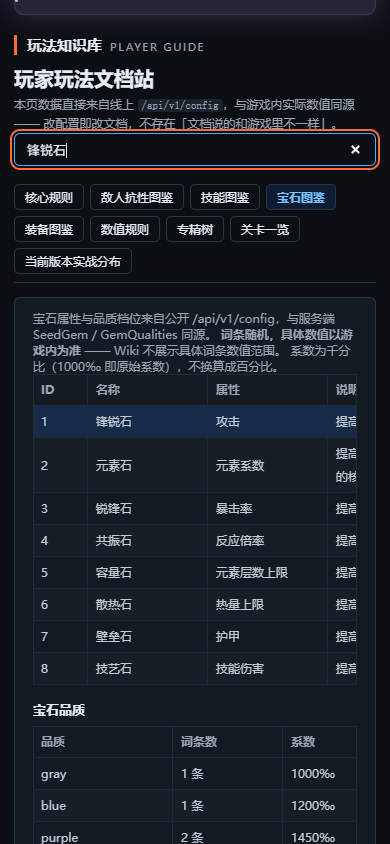 玩法知识库 PLAYER GUIDE
玩家玩法文档站
本页数据直接来自线上 /api/v1/config，与游戏内实际数值同源
—— 改配置即改文档，不存在「文档说的和游戏里不一样」。
锋锐石 ×
核心规则 敌人抗性图鉴 技能图鉴 宝石图鉴
装备图鉴 数值规则 专精树 关卡一览
当前版本实战分布
宝石属性与品质档位来自公开 /api/v1/config，与服务端
SeedGem / GemQualities 同源。 词条随机，具体数值以游
戏内为准 —— Wiki 不展示具体词条数值范围。 系数为千分
比（1000‰ 即原始系数），不换算成百分比。
ID 名称 属性 说明
1 锋锐石 攻击 提高
2 元素石 元素系数 提高
的核
3 锐锋石 暴击率 提高
4 共振石 反应倍率 提高
5 容量石 元素层数上限 提高
6 散热石 热量上限 提高
7 壁垒石 护甲 提高
8 技艺石 技能伤害 提高
宝石品质
品质 词条数 系数
gray 1 条 1000‰
blue 1 条 1200‰
purple 2 条 1450‰